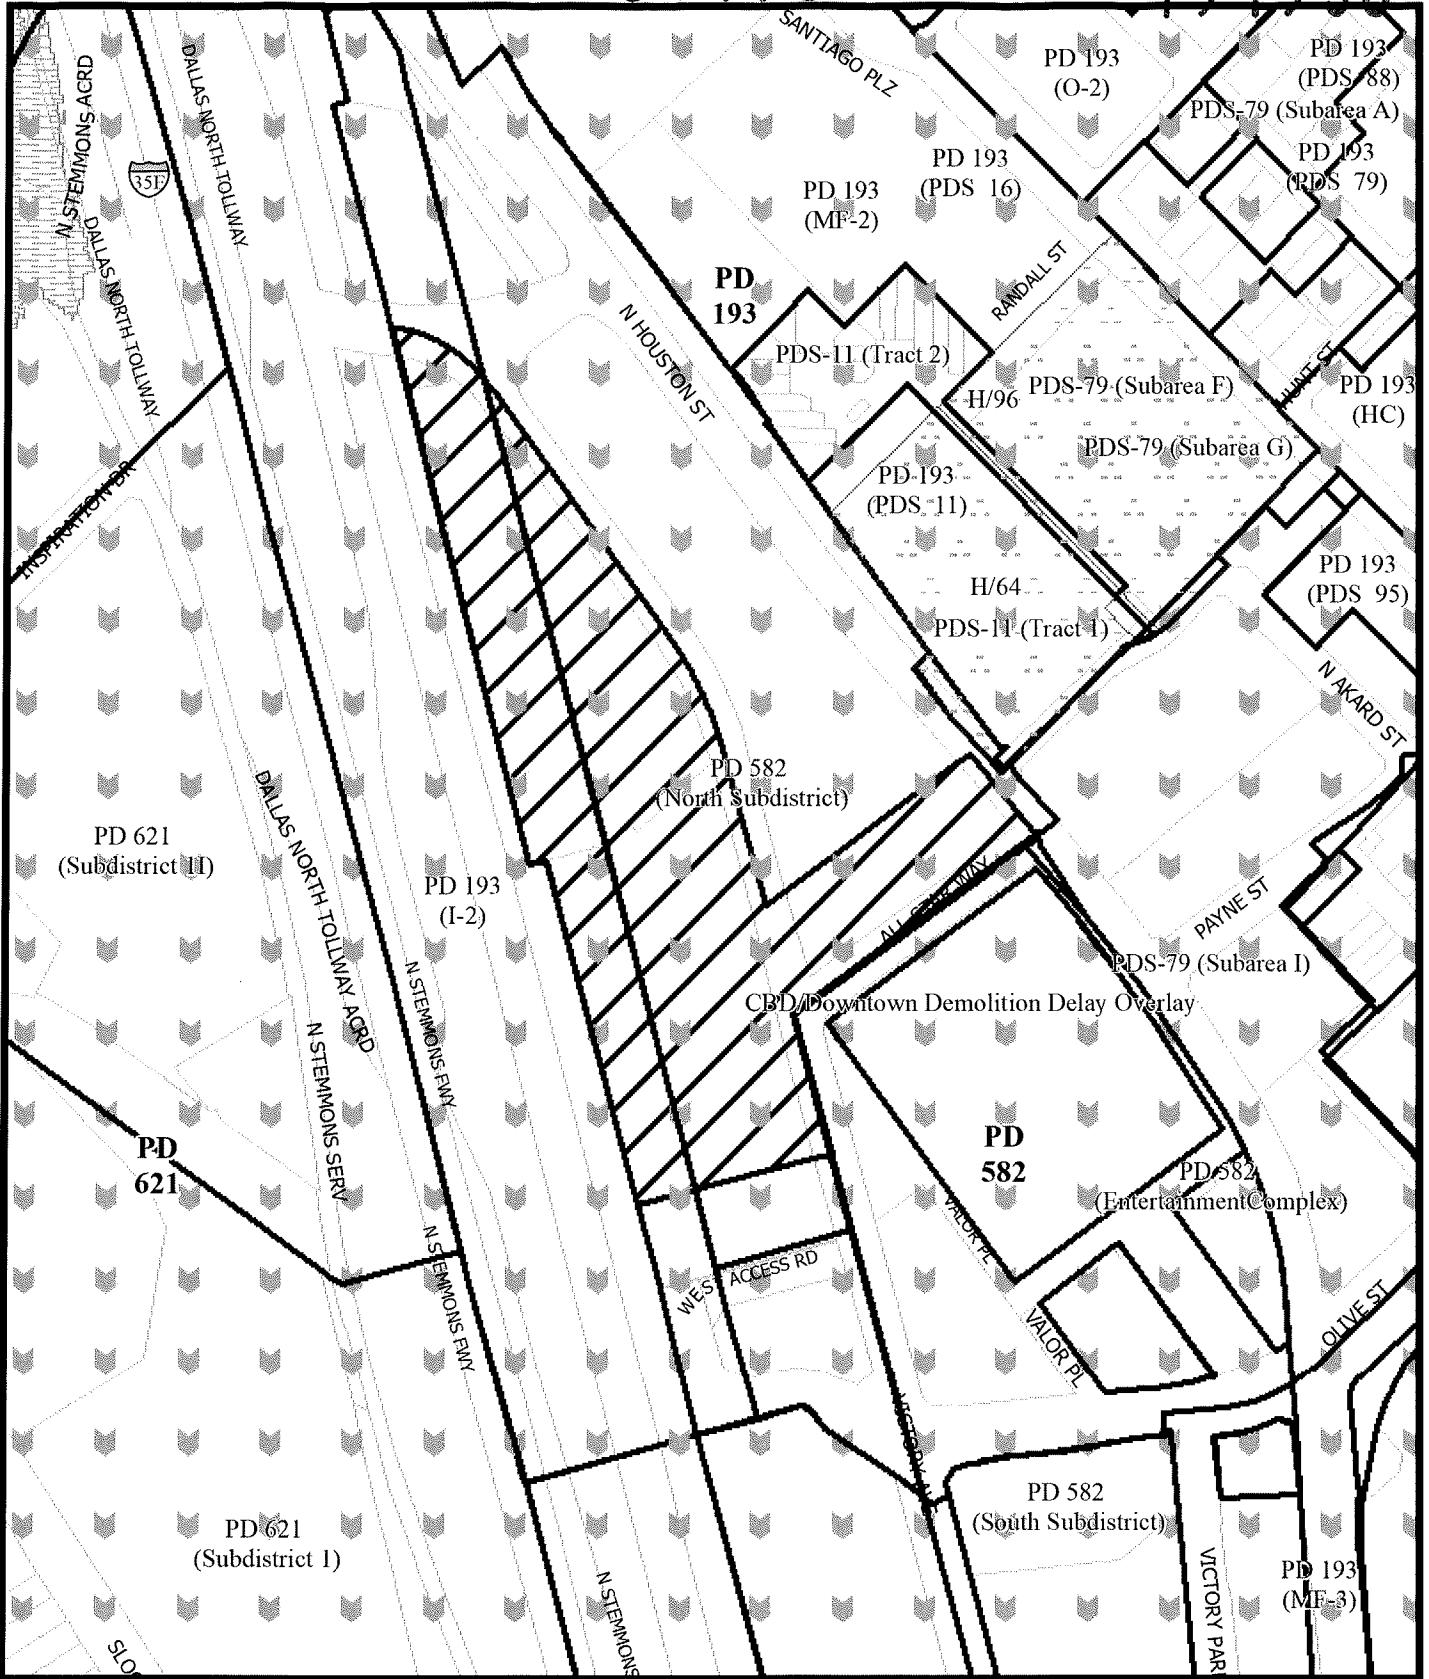 SANTIAGO PLZ
PD 193
(O-2)
PD 193
(PDS 88)
PDS-79 (Subarea A)
PD 193
(PDS 79)
N STEMMONS ACRD
DALLAS NORTH TOLLWAY
35E
DALLAS NORTH TOLLWAY
PD 193
(PDS 16)
PD 193
(MF-2)
PD
193
RANDALL ST
N HOUSTON ST
PDS-11 (Tract 2)
H/96
PDS-79 (Subarea F)
HUNT ST
PD 193
(HC)
PDS-79 (Subarea G)
INSPIRATION DR
PD 193
(PDS 11)
H/64
PDS-11 (Tract 1)
PD 193
(PDS 95)
N AKARD ST
PD 582
(North Subdistrict)
PD 621
(Subdistrict 1I)
DALLAS NORTH TOLLWAY ACRD
PD 193
(I-2)
ALL STAR WAY
PAYNE ST
PDS-79 (Subarea I)
N STEMMONS FWY
CBD/Downtown Demolition Delay Overlay
N STEMMONS SERV
PD
621
PD
582
PD 582
(EntertainmentComplex)
VALOR PL
N STEMMONS FWY
WEST ACCESS RD
VALOR PL
OLIVE ST
PD 582
(South Subdistrict)
PD 621
(Subdistrict 1)
N STEMMONS
VICTORY PAR
PD 193
(MF-3)
SLO